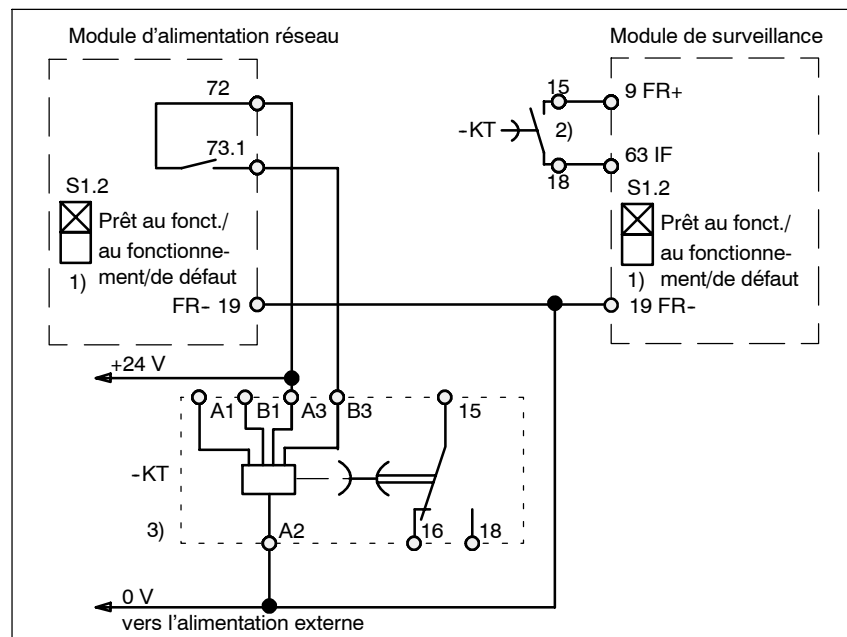 Module d’alimentation réseau
Module de surveillance
72
73.1
S1.2
Prêt au fonct./
au fonctionne-
ment/de défaut
1)
FR- 19
15
9 FR+
-KT
2)
63 IF
18
S1.2
Prêt au fonct./
au fonctionne-
ment/de défaut
1)
19 FR-
+24 V
A1 B1 A3 B3 15
-KT
3)
A2 16 18
0 V
vers l’alimentation externe